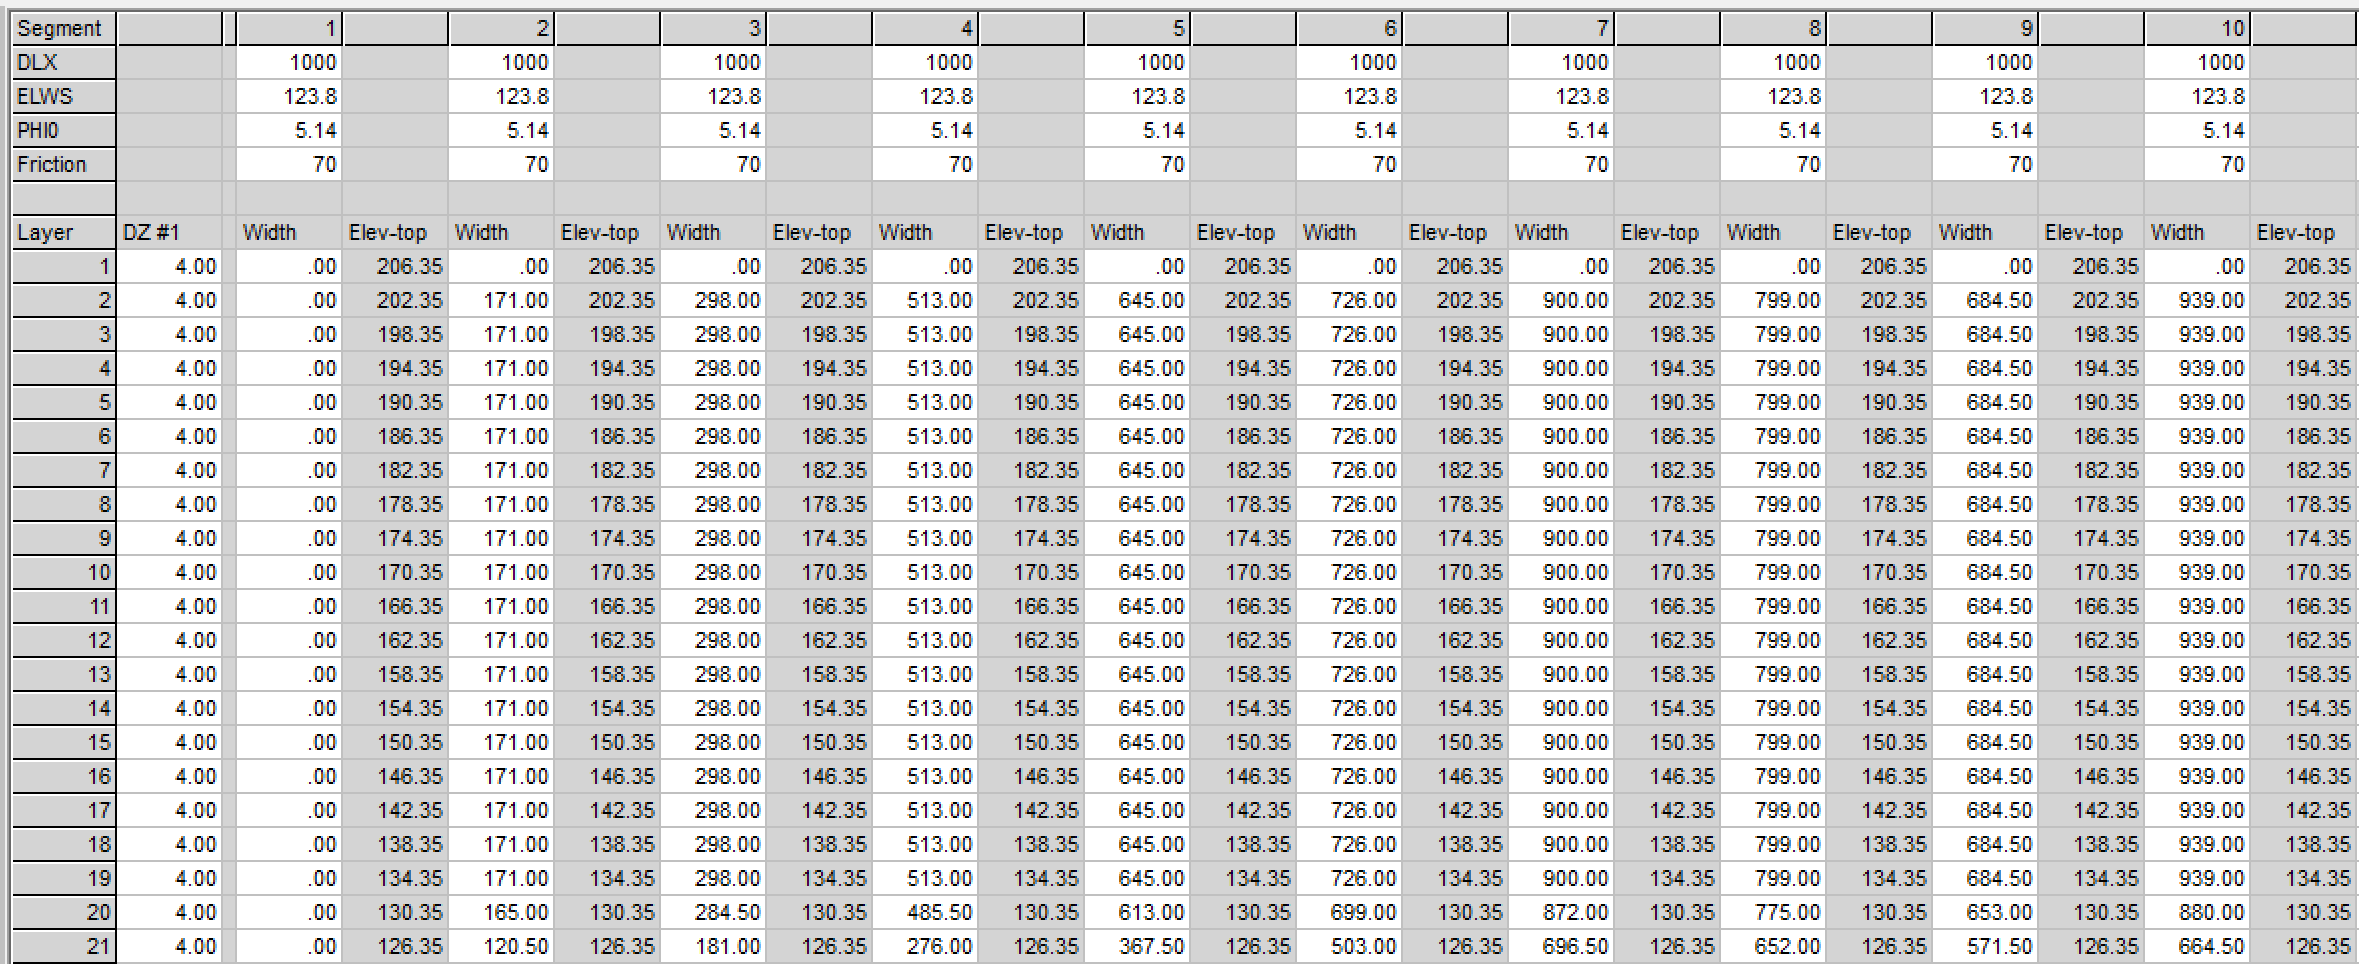 Segment 1 2 3 4 5 6 7 8 9 10
DLX 1000 1000 1000 1000 1000 1000 1000 1000 1000 1000
ELWS 123.8 123.8 123.8 123.8 123.8 123.8 123.8 123.8 123.8 123.8
PHI0 5.14 5.14 5.14 5.14 5.14 5.14 5.14 5.14 5.14 5.14
Friction 70 70 70 70 70 70 70 70 70 70
Layer DZ #1 Width Elev-top Width Elev-top Width Elev-top Width Elev-top Width Elev-top Width Elev-top Width Elev-top Width Elev-top Width Elev-top Width Elev-top
1 4.00 .00 206.35 .00 206.35 .00 206.35 .00 206.35 .00 206.35 .00 206.35 .00 206.35 .00 206.35 .00 206.35 .00 206.35
2 4.00 .00 202.35 171.00 202.35 298.00 202.35 513.00 202.35 645.00 202.35 726.00 202.35 900.00 202.35 799.00 202.35 684.50 202.35 939.00 202.35
3 4.00 .00 198.35 171.00 198.35 298.00 198.35 513.00 198.35 645.00 198.35 726.00 198.35 900.00 198.35 799.00 198.35 684.50 198.35 939.00 198.35
4 4.00 .00 194.35 171.00 194.35 298.00 194.35 513.00 194.35 645.00 194.35 726.00 194.35 900.00 194.35 799.00 194.35 684.50 194.35 939.00 194.35
5 4.00 .00 190.35 171.00 190.35 298.00 190.35 513.00 190.35 645.00 190.35 726.00 190.35 900.00 190.35 799.00 190.35 684.50 190.35 939.00 190.35
6 4.00 .00 186.35 171.00 186.35 298.00 186.35 513.00 186.35 645.00 186.35 726.00 186.35 900.00 186.35 799.00 186.35 684.50 186.35 939.00 186.35
7 4.00 .00 182.35 171.00 182.35 298.00 182.35 513.00 182.35 645.00 182.35 726.00 182.35 900.00 182.35 799.00 182.35 684.50 182.35 939.00 182.35
8 4.00 .00 178.35 171.00 178.35 298.00 178.35 513.00 178.35 645.00 178.35 726.00 178.35 900.00 178.35 799.00 178.35 684.50 178.35 939.00 178.35
9 4.00 .00 174.35 171.00 174.35 298.00 174.35 513.00 174.35 645.00 174.35 726.00 174.35 900.00 174.35 799.00 174.35 684.50 174.35 939.00 174.35
10 4.00 .00 170.35 171.00 170.35 298.00 170.35 513.00 170.35 645.00 170.35 726.00 170.35 900.00 170.35 799.00 170.35 684.50 170.35 939.00 170.35
11 4.00 .00 166.35 171.00 166.35 298.00 166.35 513.00 166.35 645.00 166.35 726.00 166.35 900.00 166.35 799.00 166.35 684.50 166.35 939.00 166.35
12 4.00 .00 162.35 171.00 162.35 298.00 162.35 513.00 162.35 645.00 162.35 726.00 162.35 900.00 162.35 799.00 162.35 684.50 162.35 939.00 162.35
13 4.00 .00 158.35 171.00 158.35 298.00 158.35 513.00 158.35 645.00 158.35 726.00 158.35 900.00 158.35 799.00 158.35 684.50 158.35 939.00 158.35
14 4.00 .00 154.35 171.00 154.35 298.00 154.35 513.00 154.35 645.00 154.35 726.00 154.35 900.00 154.35 799.00 154.35 684.50 154.35 939.00 154.35
15 4.00 .00 150.35 171.00 150.35 298.00 150.35 513.00 150.35 645.00 150.35 726.00 150.35 900.00 150.35 799.00 150.35 684.50 150.35 939.00 150.35
16 4.00 .00 146.35 171.00 146.35 298.00 146.35 513.00 146.35 645.00 146.35 726.00 146.35 900.00 146.35 799.00 146.35 684.50 146.35 939.00 146.35
17 4.00 .00 142.35 171.00 142.35 298.00 142.35 513.00 142.35 645.00 142.35 726.00 142.35 900.00 142.35 799.00 142.35 684.50 142.35 939.00 142.35
18 4.00 .00 138.35 171.00 138.35 298.00 138.35 513.00 138.35 645.00 138.35 726.00 138.35 900.00 138.35 799.00 138.35 684.50 138.35 939.00 138.35
19 4.00 .00 134.35 171.00 134.35 298.00 134.35 513.00 134.35 645.00 134.35 726.00 134.35 900.00 134.35 799.00 134.35 684.50 134.35 939.00 134.35
20 4.00 .00 130.35 165.00 130.35 284.50 130.35 485.50 130.35 613.00 130.35 699.00 130.35 872.00 130.35 775.00 130.35 653.00 130.35 880.00 130.35
21 4.00 .00 126.35 120.50 126.35 181.00 126.35 276.00 126.35 367.50 126.35 503.00 126.35 696.50 126.35 652.00 126.35 571.50 126.35 664.50 126.35